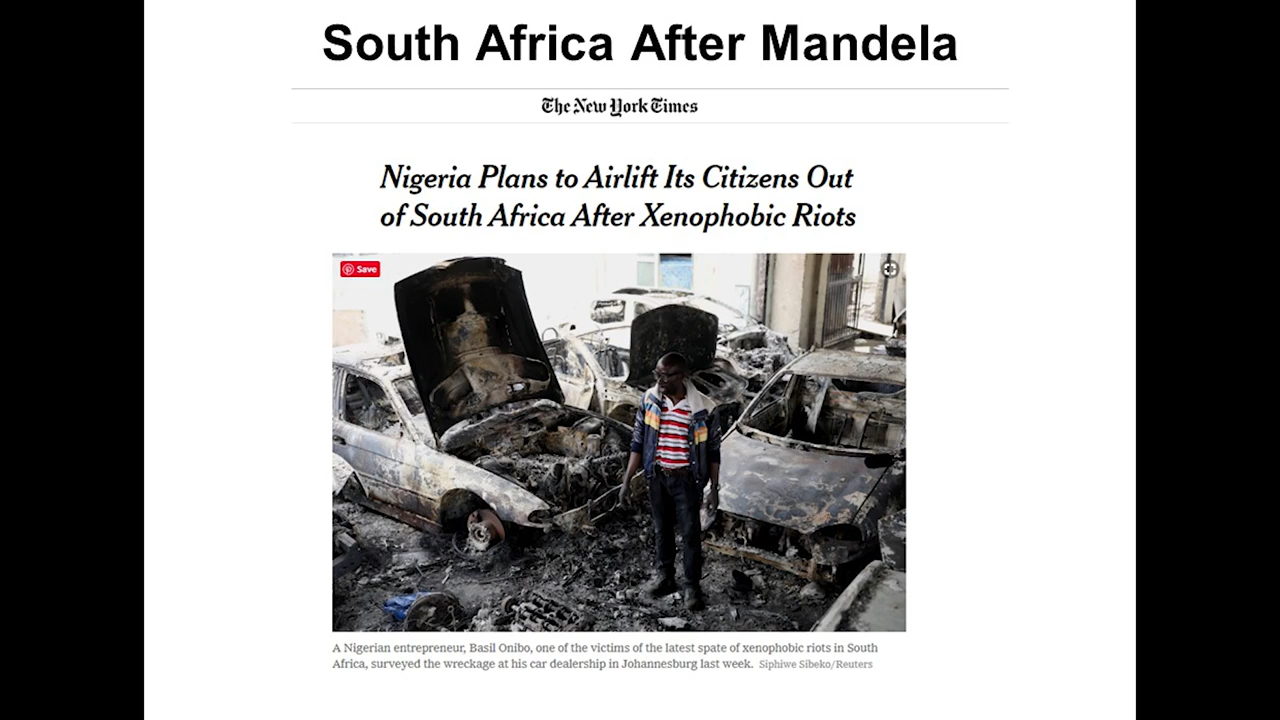 South Africa After Mandela
The New York Times
Nigeria Plans to Airlift Its Citizens Out
of South Africa After Xenophobic Riots
Save
A Nigerian entrepreneur, Basil Onibo, one of the victims of the latest spate of xenophobic riots in South
Africa, surveyed the wreckage at his car dealership in Johannesburg last week. Siphiwe Sibeko/Reuters